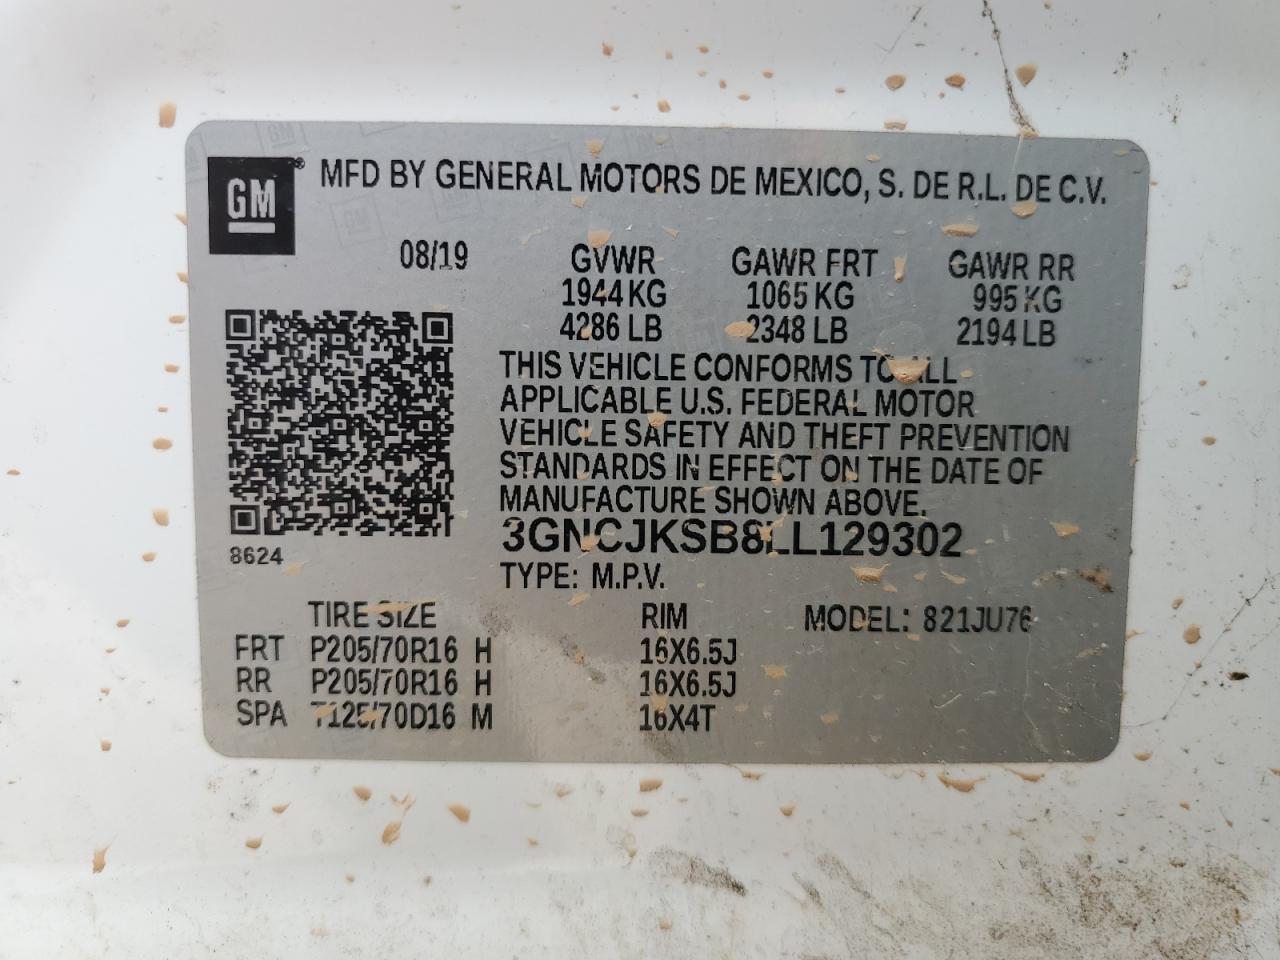 GM ® MFD BY GENERAL MOTORS DE MEXICO, S. DE R.L. DE C.V.
08/19 GVWR GAWR FRT GAWR RR
1944 KG 1065 KG 995 KG
4286 LB 2348 LB 2194 LB
THIS VEHICLE CONFORMS TO ALL
APPLICABLE U.S. FEDERAL MOTOR
VEHICLE SAFETY AND THEFT PREVENTION
STANDARDS IN EFFECT ON THE DATE OF
MANUFACTURE SHOWN ABOVE.
3GNCJKSB8LL129302
8624
TYPE: M.P.V.
TIRE SIZE RIM MODEL: 821JU76
FRT P205/70R16 H 16X6.5J
RR P205/70R16 H 16X6.5J
SPA T125/70D16 M 16X4T